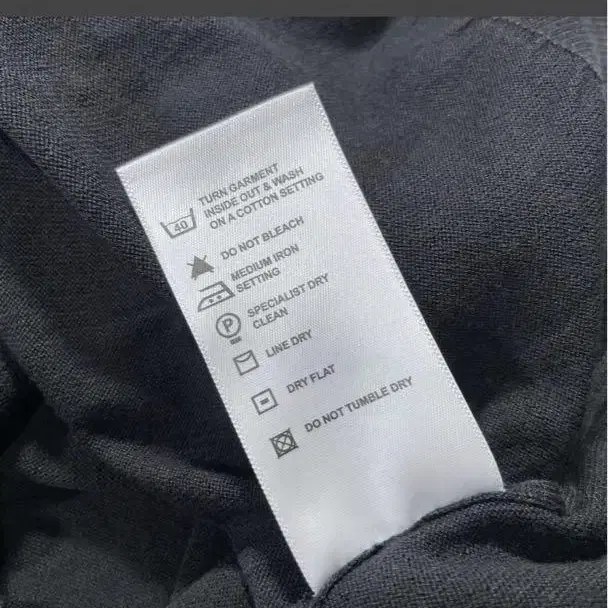 40
TURN GARMENT
INSIDE OUT & WASH
ON A COTTON SETTING
DO NOT BLEACH
MEDIUM IRON
SETTING
P
SPECIALIST DRY
CLEAN
LINE DRY
DRY FLAT
DO NOT TUMBLE DRY